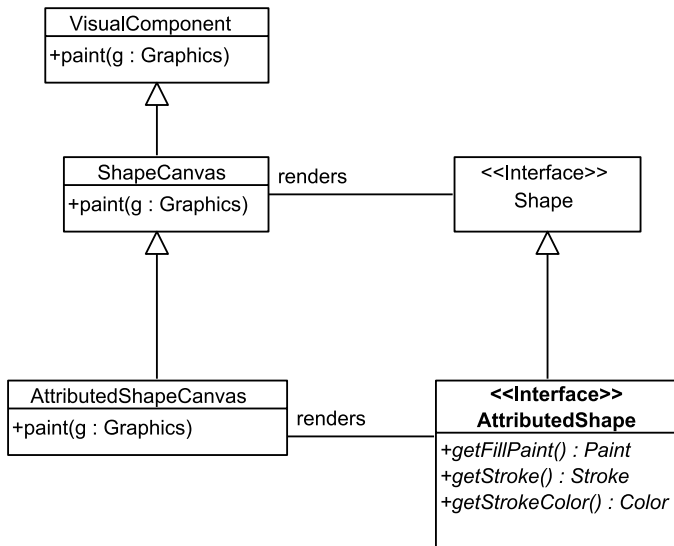 VisualComponent
+paint(g : Graphics)
ShapeCanvas
+paint(g : Graphics)
renders
<<Interface>>
Shape
AttributedShapeCanvas
+paint(g : Graphics)
renders
<<Interface>>
AttributedShape
+getFillPaint() : Paint
+getStroke() : Stroke
+getStrokeColor() : Color